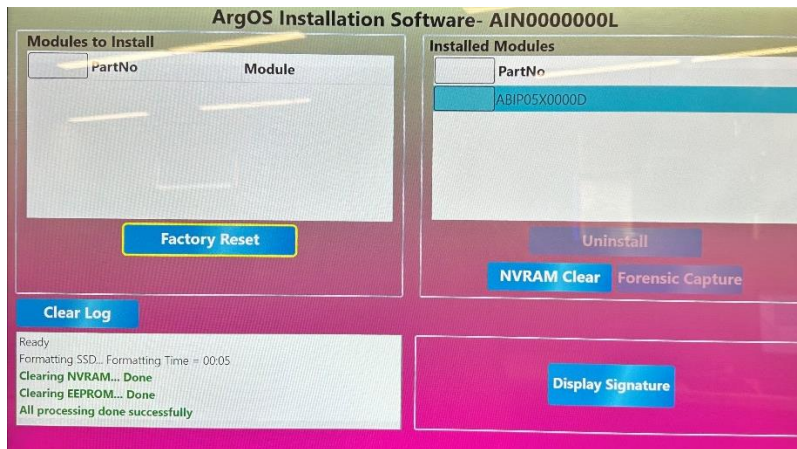 ArgOS Installation Software- AIN0000000L
Modules to Install
PartNo Module
Factory Reset
Installed Modules
PartNo
ABIP05X0000D
Uninstall
NVRAM Clear Forensic Capture
Clear Log
Ready
Formatting SSD... Formatting Time = 00:05
Clearing NVRAM... Done
Clearing EEPROM... Done
All processing done successfully
Display Signature